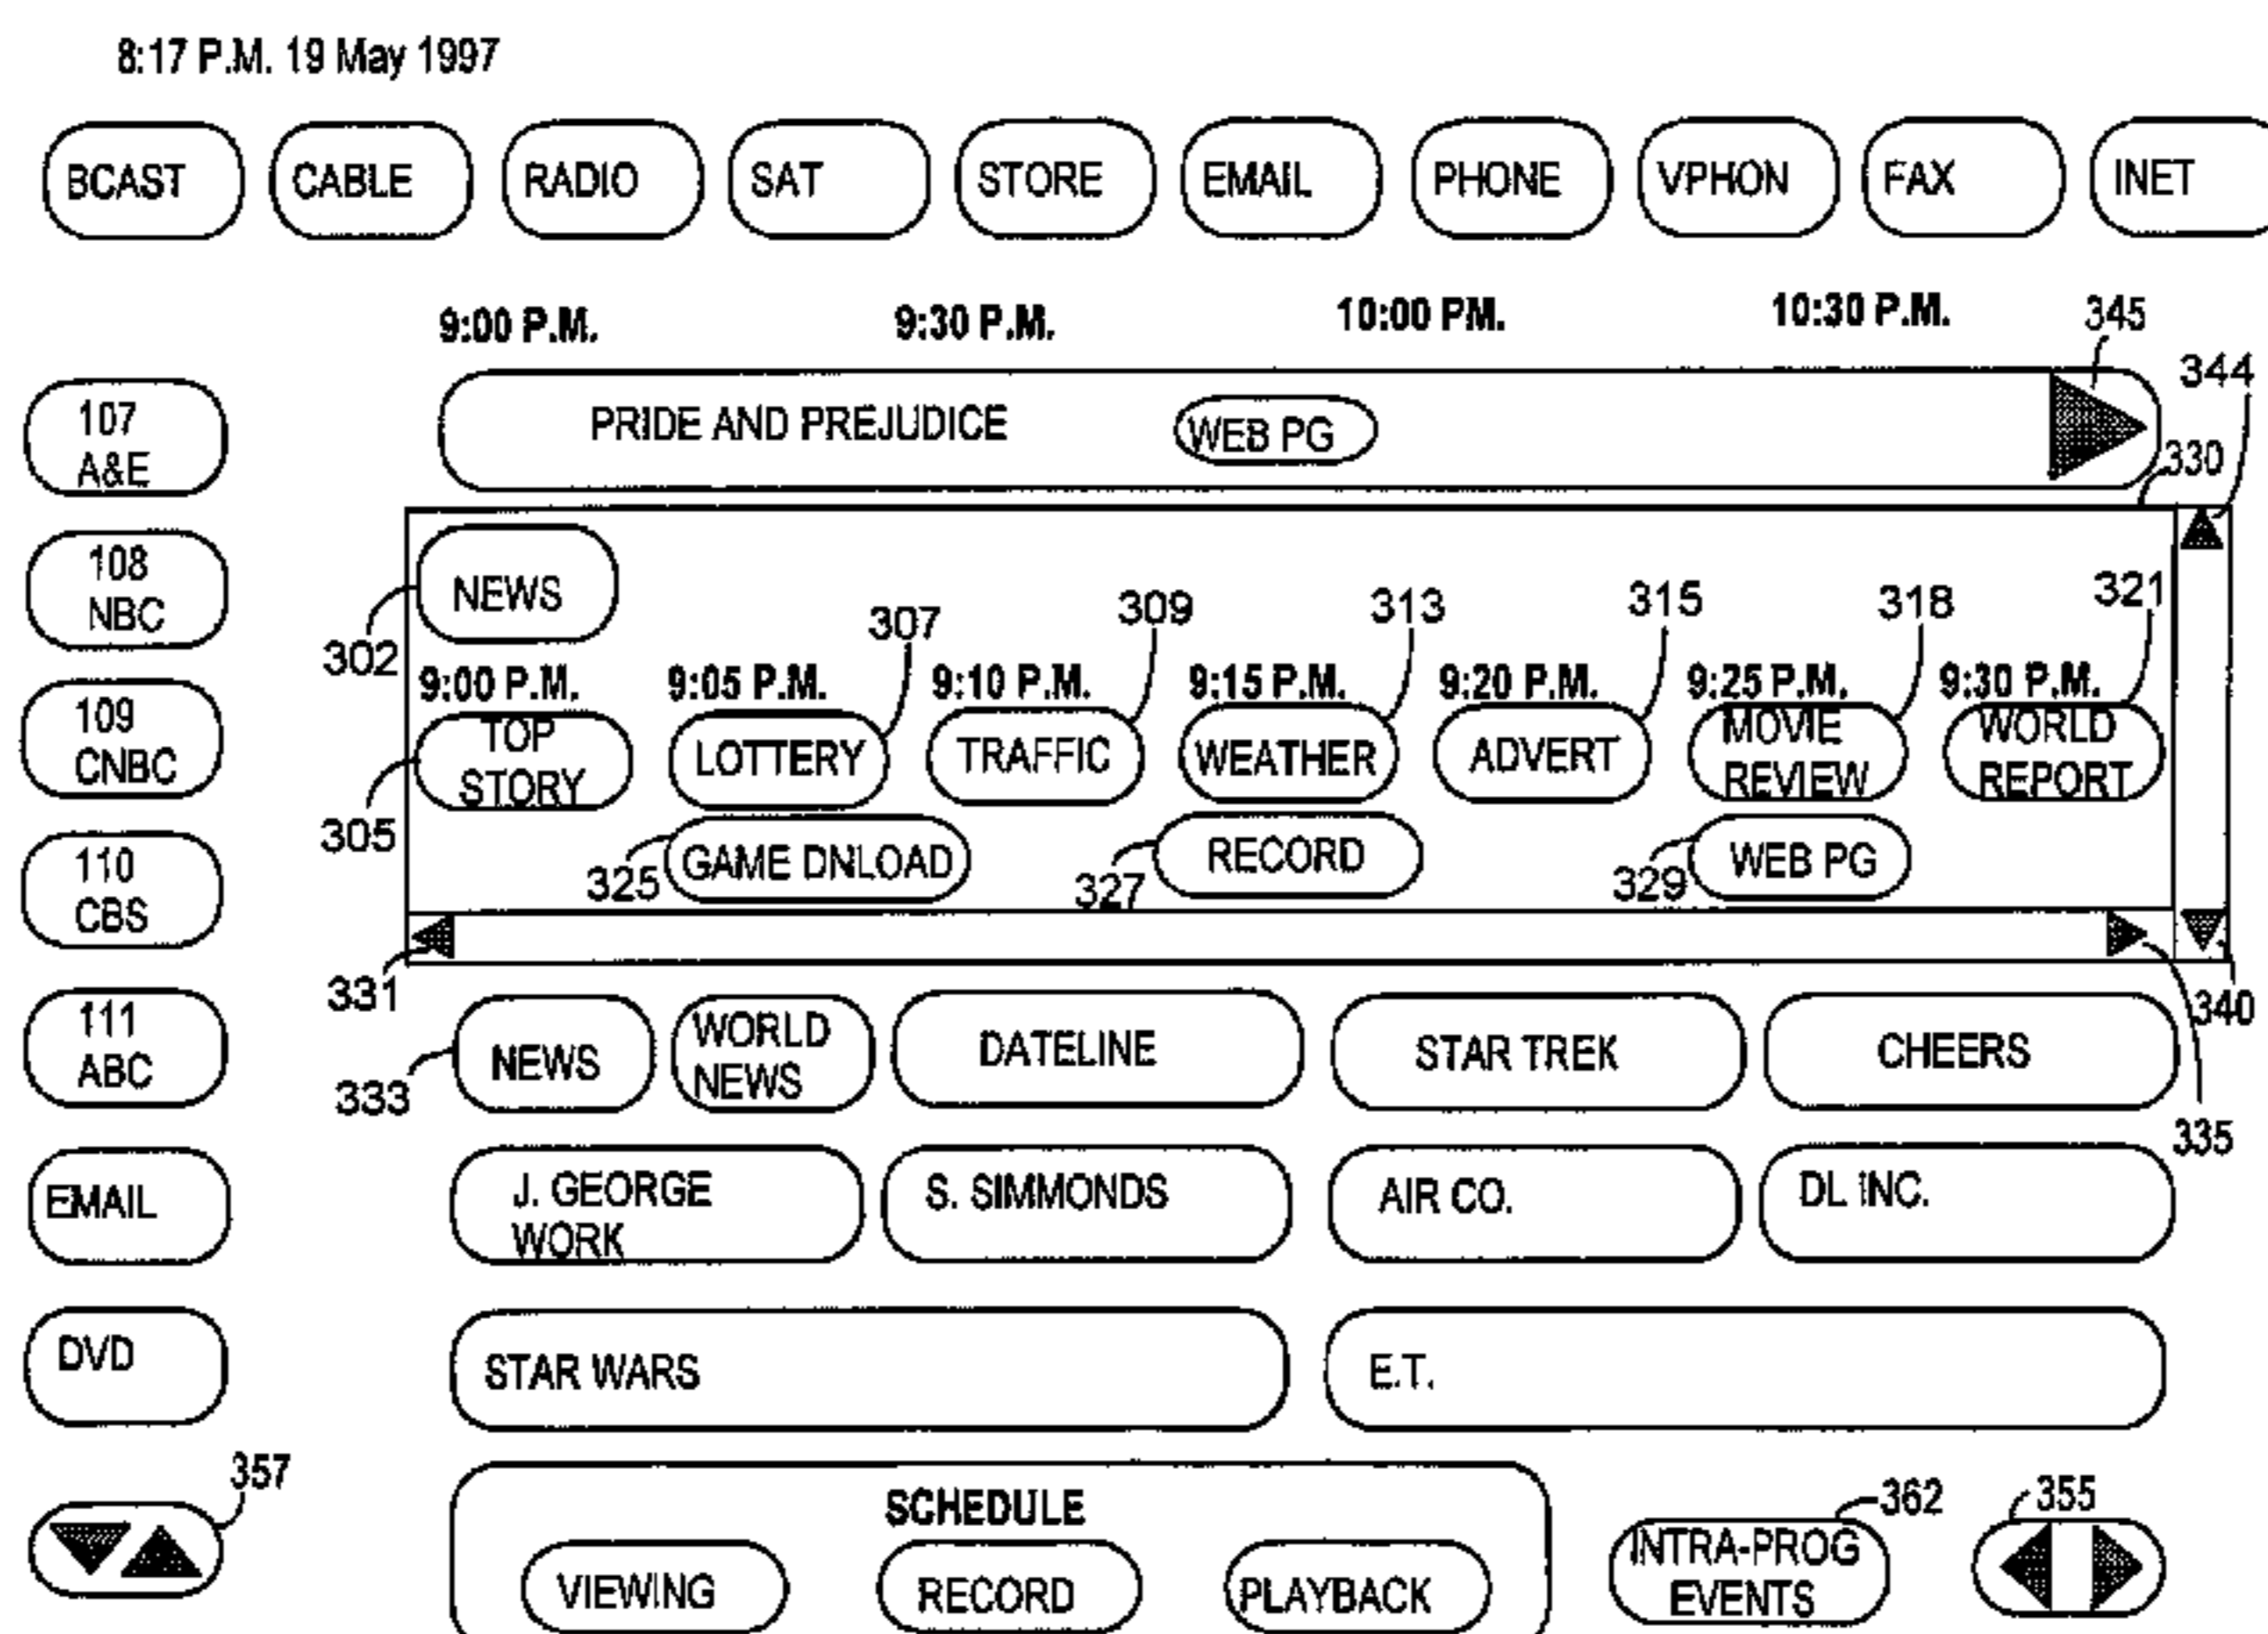 8:17 P.M. 19 May 1997
BCAST CABLE RADIO SAT STORE EMAIL PHONE VPHON FAX INET
9:00 P.M. 9:30 P.M. 10:00 PM. 10:30 P.M. 345
344
107
A&E
PRIDE AND PREJUDICE WEB PG
330
108
NBC
NEWS
302
307 309 313 315 318 321
9:00 P.M. 9:05 P.M. 9:10 P.M. 9:15 P.M. 9:20 P.M. 9:25 P.M. 9:30 P.M.
109
CNBC
TOP
STORY
LOTTERY TRAFFIC WEATHER ADVERT
MOVIE
REVIEW
WORLD
REPORT
305
110
CBS
325 GAME DNLOAD 327 RECORD 329 WEB PG
331
340
111
ABC
333
NEWS
WORLD
NEWS
DATELINE STAR TREK CHEERS
335
EMAIL
J. GEORGE
WORK
S. SIMMONDS AIR CO. DL INC.
DVD
STAR WARS E.T.
357
SCHEDULE
VIEWING RECORD PLAYBACK
362
INTRA-PROG
EVENTS
355